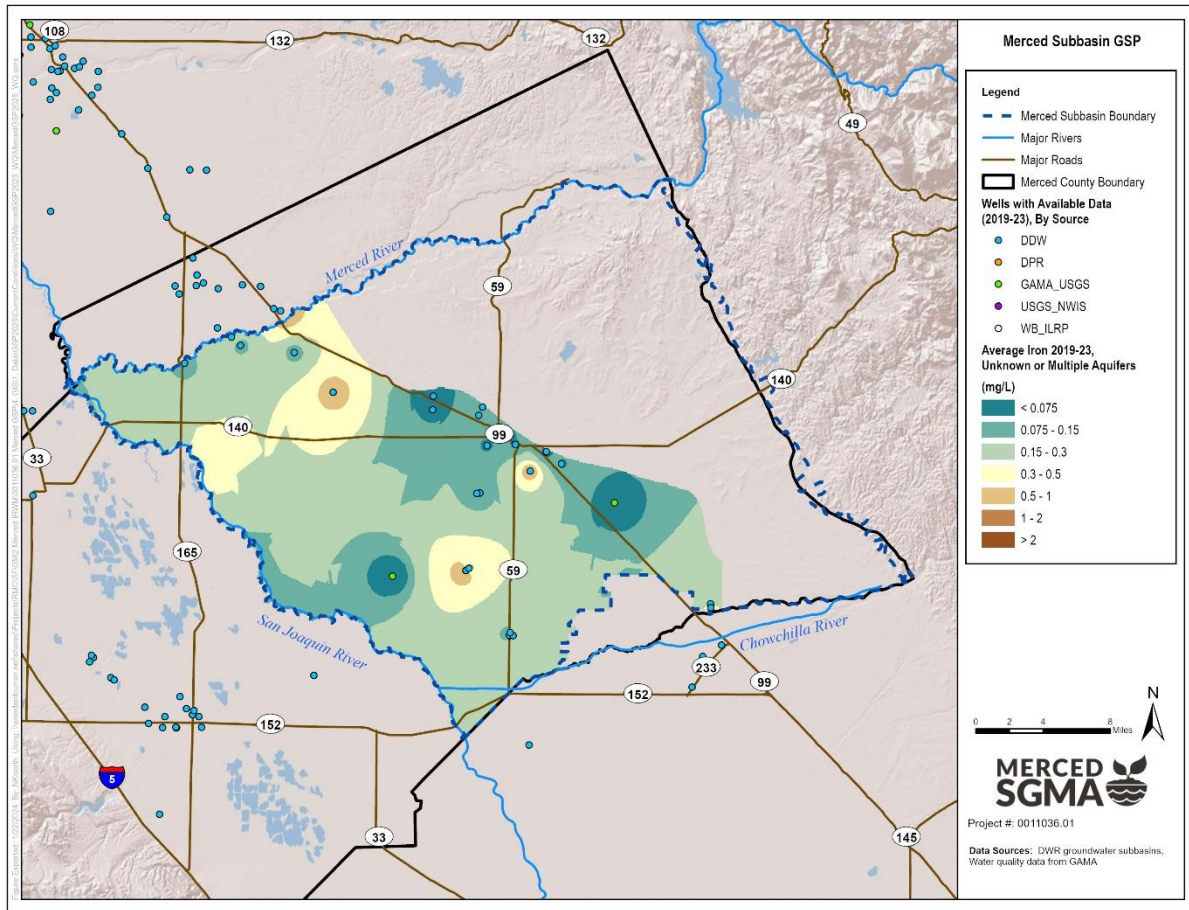 108
132
132
49
Merced River
59
140
140
99
33
165
59
San Joaquin River
Chowchilla River
233
99
152
152
5
33
145
Merced Subbasin GSP
Legend
Merced Subbasin Boundary
Major Rivers
Major Roads
Merced County Boundary
Wells with Available Data
(2019-23), By Source
DDW
DPR
GAMA_USGS
USGS_NWIS
WB_ILRP
Average Iron 2019-23,
Unknown or Multiple Aquifers
(mg/L)
< 0.075
0.075 - 0.15
0.15 - 0.3
0.3 - 0.5
0.5 - 1
1 - 2
> 2
N
0 2 4 8
Miles
MERCED
SGMA
Project #: 0011036.01
Data Sources: DWR groundwater subbasins,
Water quality data from GAMA